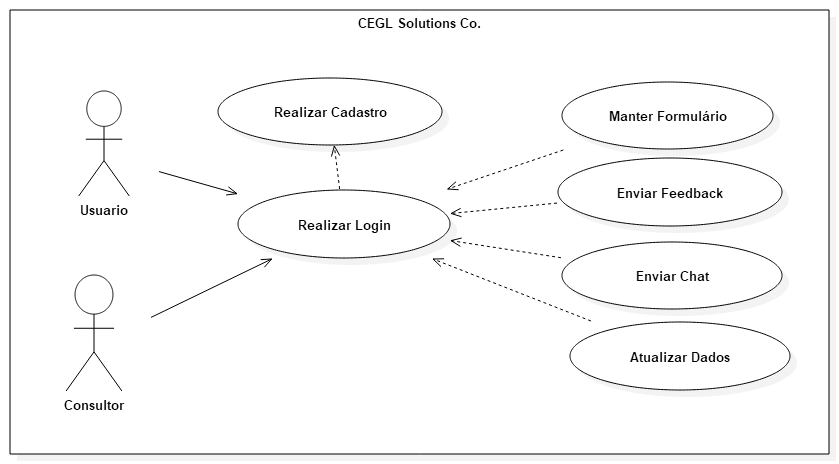 CEGL Solutions Co.
Realizar Cadastro
Manter Formulário
Usuario
Enviar Feedback
Realizar Login
Enviar Chat
Consultor
Atualizar Dados